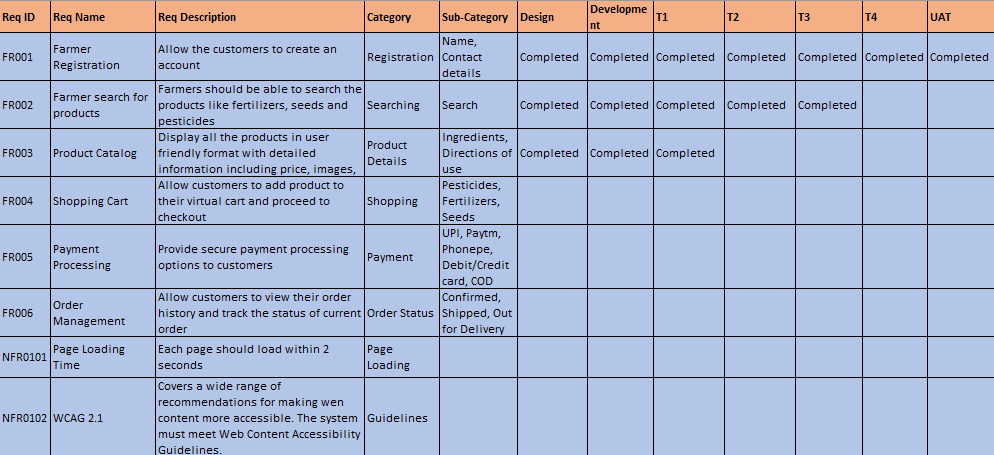 Req ID Req Name Req Description Category Sub-Category Design Developme T1 T2 T3 T4 UAT
nt
FR001 Farmer Registration Allow the customers to create an account Registration Name, Contact details Completed Completed Completed Completed Completed Completed Completed
FR002 Farmer search for products Farmers should be able to search the products like fertilizers, seeds and pesticides Searching Search Completed Completed Completed Completed Completed
FR003 Product Catalog Display all the products in user friendly format with detailed information including price, images, Product Details Ingredients, Directions of use Completed Completed Completed
FR004 Shopping Cart Allow customers to add product to their virtual cart and proceed to checkout Shopping Pesticides, Fertilizers, Seeds
FR005 Payment Processing Provide secure payment processing options to customers Payment UPI, Paytm, Phonepe, Debit/Credit card, COD
FR006 Order Management Allow customers to view their order history and track the status of current order Order Status Confirmed, Shipped, Out for Delivery
NFR0101 Page Loading Time Each page should load within 2 seconds Page Loading
NFR0102 WCAG 2.1 Covers a wide range of recommendations for making wen content more accessible. The system must meet Web Content Accessibility Guidelines. Guidelines